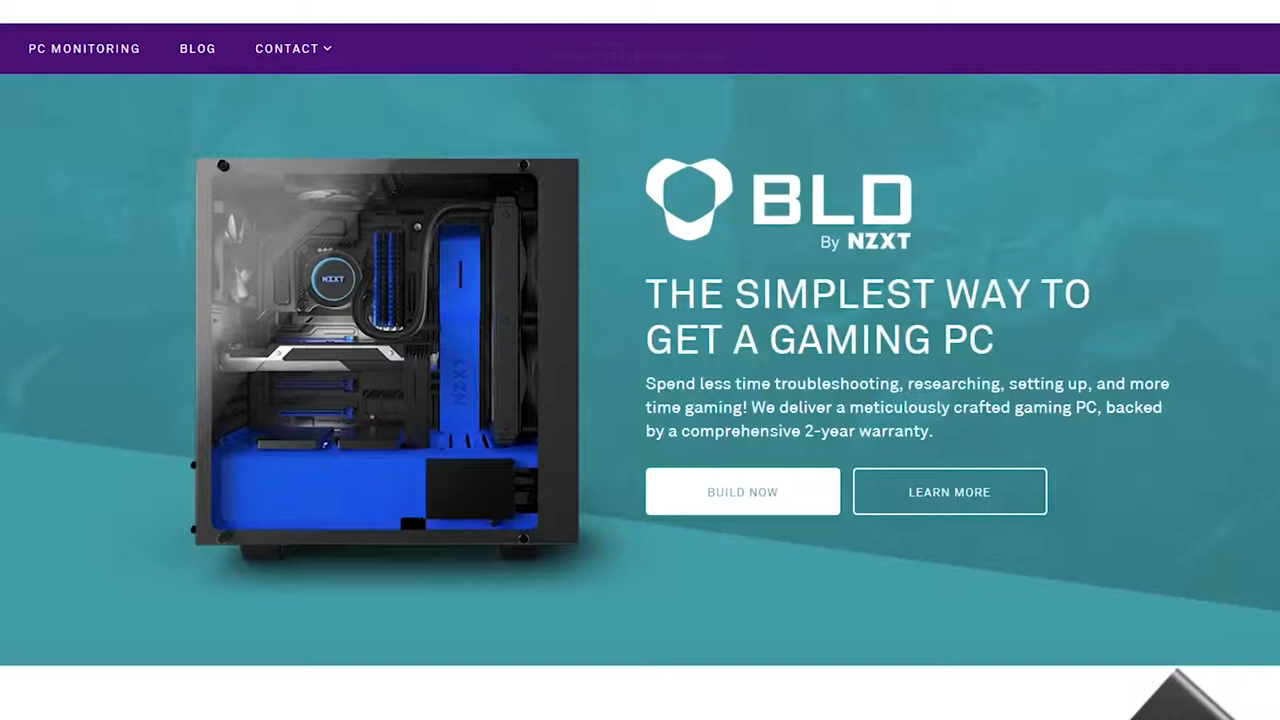 PC MONITORING BLOG CONTACT
BLD
By NZXT
THE SIMPLEST WAY TO
GET A GAMING PC
Spend less time troubleshooting, researching, setting up, and more
time gaming! We deliver a meticulously crafted gaming PC, backed
by a comprehensive 2-year warranty.
BUILD NOW LEARN MORE
NZXT
NZXT